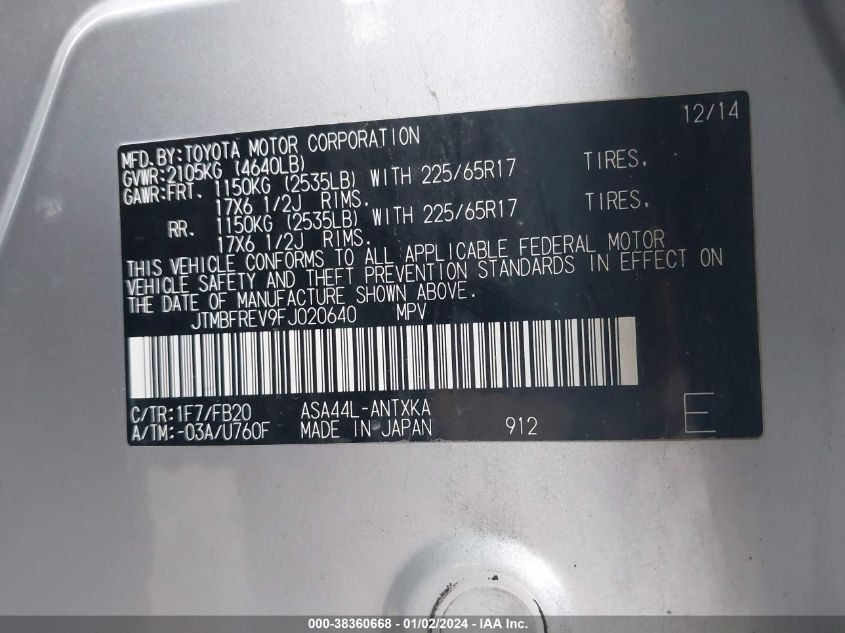 12/14
MFD.BY:TOYOTA MOTOR CORPORATION
GVWR:2105KG (4640LB)
GAWR:FRT. 1150KG (2535LB) WITH 225/65R17 TIRES,
17X6 1/2J RIMS.
RR. 1150KG (2535LB) WITH 225/65R17 TIRES,
17X6 1/2J RIMS.
THIS VEHICLE CONFORMS TO ALL APPLICABLE FEDERAL MOTOR
VEHICLE SAFETY AND THEFT PREVENTION STANDARDS IN EFFECT ON
THE DATE OF MANUFACTURE SHOWN ABOVE.
JTMBFREV9FJ020640 MPV
C/TR:1F7/FB20 ASA44L-ANTXKA
A/TM:-03A/U760F MADE IN JAPAN 912 E
000-38360668 - 01/02/2024 - IAA, Inc.